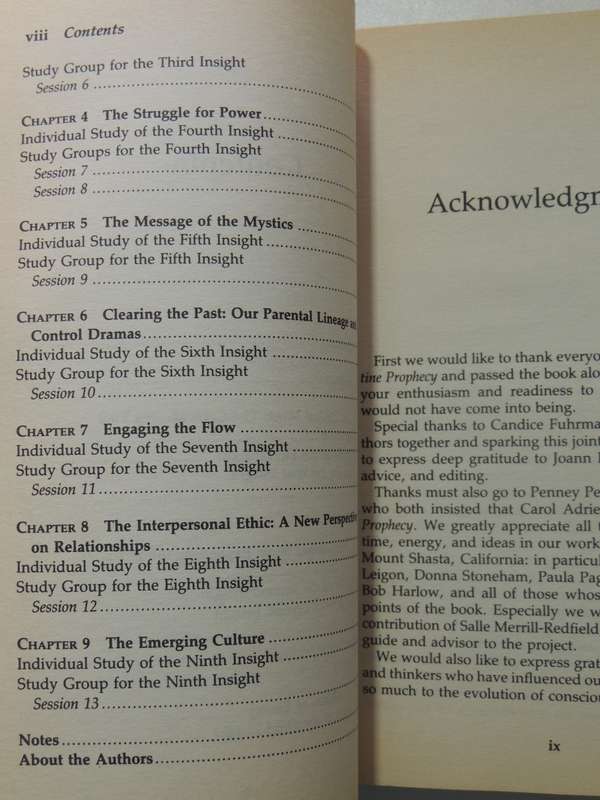 viii Contents
Study Group for the Third Insight
Session 6
CHAPTER 4 The Struggle for Power
Individual Study of the Fourth Insight
Study Groups for the Fourth Insight
Session 7
Session 8
CHAPTER 5 The Message of the Mystics
Individual Study of the Fifth Insight
Study Group for the Fifth Insight
Session 9
CHAPTER 6 Clearing the Past: Our Parental Lineage
Control Dramas
Individual Study of the Sixth Insight
Study Group for the Sixth Insight
Session 10
CHAPTER 7 Engaging the Flow
Individual Study of the Seventh Insight
Study Group for the Seventh Insight
Session 11
CHAPTER 8 The Interpersonal Ethic: A New
on Relationships
Individual Study of the Eighth Insight
Study Group for the Eighth Insight
Session 12
CHAPTER 9 The Emerging Culture
Individual Study of the Ninth Insight
Study Group for the Ninth Insight
Session 13
Notes
About the Authors
First we would like to thank
tine Prophecy and passed the book
your enthusiasm and readiness to
would not have come into being.
Special thanks to Candice
thors together and sparking this joint
to express deep gratitude to Joann
advice, and editing.
Thanks must also go to Penney
who both insisted that Carol
Prophecy. We greatly appreciate all
time, energy, and ideas in our
Mount Shasta, California: in
Leigon, Donna Stoneham, Paula
Bob Harlow, and all of those
points of the book. Especially we
contribution of Salle Merrill-Redfield
guide and advisor to the project.
We would also like to express
and thinkers who have influenced
so much to the evolution of
ix